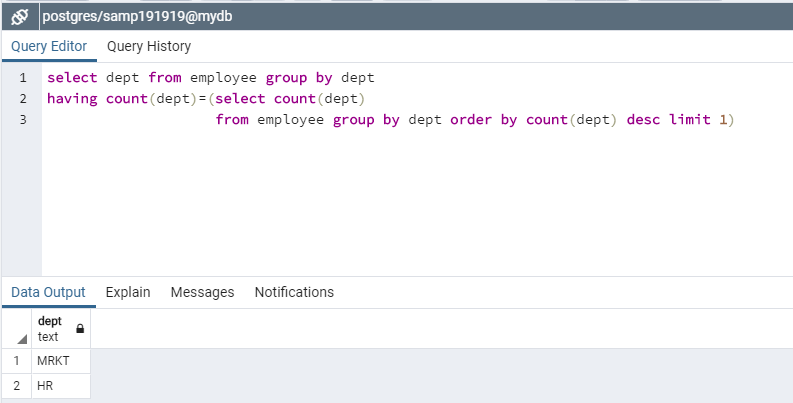 postgres/samp191919@mydb
Query Editor Query History
1 select dept from employee group by dept
2 having count(dept)=(select count(dept)
3 from employee group by dept order by count(dept) desc limit 1)
Data Output Explain Messages Notifications
dept
text
1 MRKT
2 HR